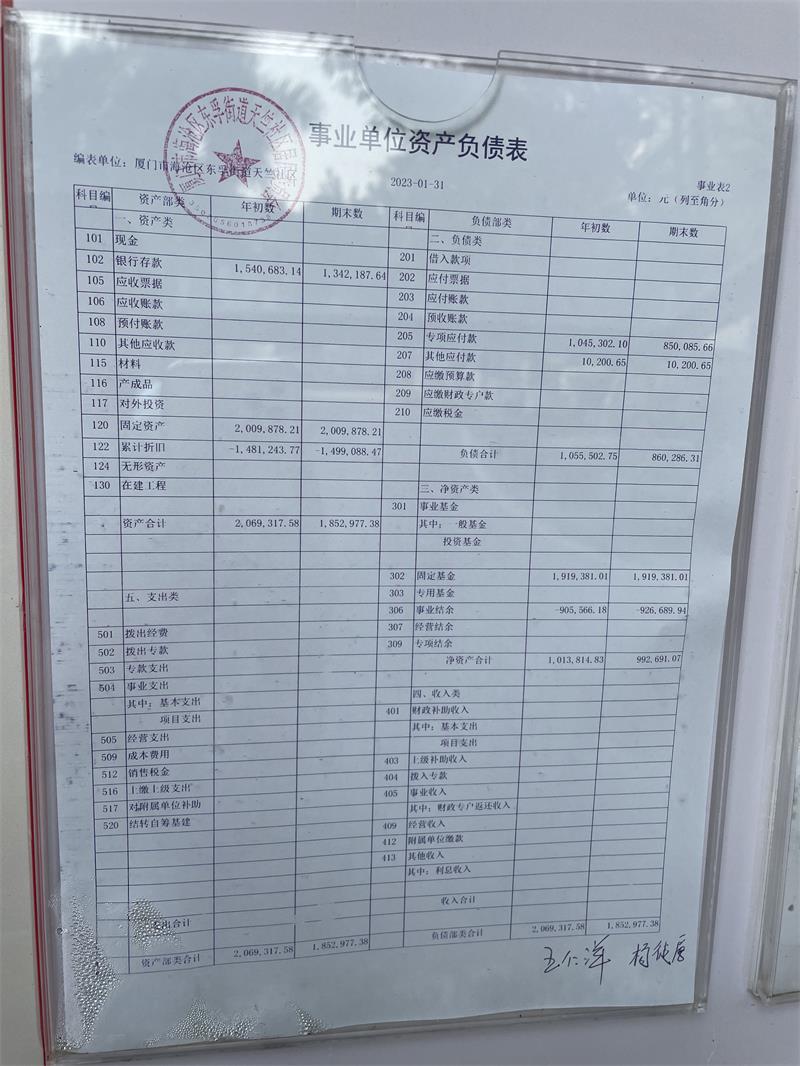 事业单位资产负债表
编表单位：厦门市海沧区东孚街道天竺社区
2023-01-31
事业表2
单位：元（列至角分）
科目编 资产部类 年初数 期末数 科目编 负债部类 年初数 期末数
一、资产类 二、负债类
101 现金 201 借入款项
102 银行存款 1,540,683.14 1,342,187.64 202 应付票据
105 应收票据 203 应付账款
106 应收账款 204 预收账款
108 预付账款 205 专项应付款 1,045,302.10 850,085.66
110 其他应收款 207 其他应付款 10,200.65 10,200.65
115 材料 208 应缴预算款
116 产成品 209 应缴财政专户款
117 对外投资 210 应缴税金
120 固定资产 2,009,878.21 2,009,878.21
122 累计折旧 -1,481,243.77 -1,499,088.47 负债合计 1,055,502.75 860,286.31
124 无形资产
130 在建工程 三、净资产类
301 事业基金
资产合计 2,069,317.58 1,852,977.38 其中：一般基金
投资基金
302 固定基金 1,919,381.01 1,919,381.01
五、支出类 303 专用基金
306 事业结余 -905,566.18 -926,689.94
501 拨出经费 307 经营结余
502 拨出专款 309 专项结余
503 专款支出 净资产合计 1,013,814.83 992,691.07
504 事业支出
其中：基本支出 四、收入类
项目支出 401 财政补助收入
505 经营支出 其中：基本支出
509 成本费用 项目支出
512 销售税金 403 上级补助收入
516 上缴上级支出 404 拨入专款
517 对附属单位补助 405 事业收入
520 结转自筹基建 其中：财政专户返还收入
409 经营收入
412 附属单位缴款
413 其他收入
其中：利息收入
支出合计 收入合计
资产部类合计 2,069,317.58 1,852,977.38 负债部类合计 2,069,317.58 1,852,977.38